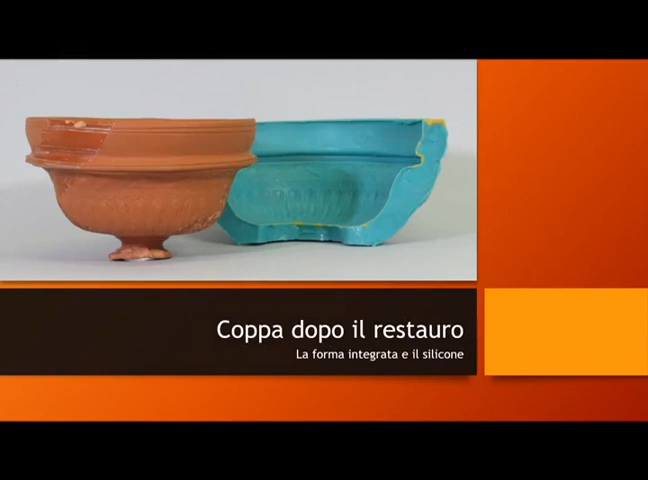 Coppa dopo il restauro
La forma integrata e il silicone